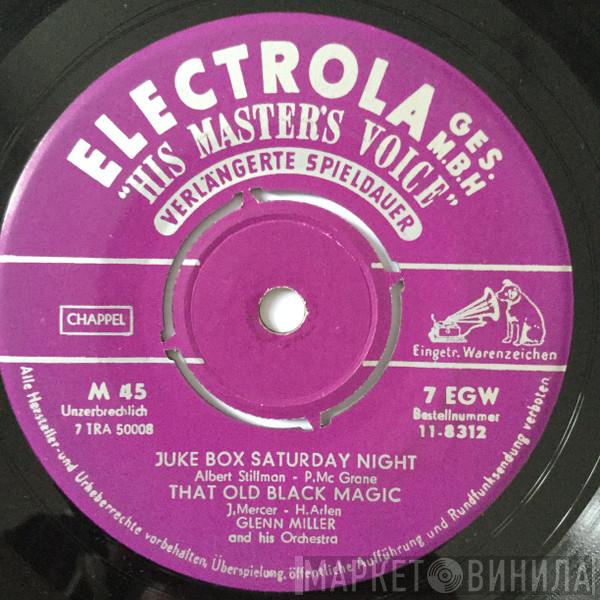 ELECTROLA GES. M.B.H
"HIS MASTER'S VOICE"
VERLÄNGERTE SPIELDAUER
CHAPPEL
Eingetr. Warenzeichen
M 45
Unzerbrechlich
7 TRA 50008
7 EGW
Bestellnummer
11-8312
JUKE BOX SATURDAY NIGHT
Albert Stillman - P. Mc Grane
THAT OLD BLACK MAGIC
J. Mercer - H. Arlen
GLENN MILLER
and his Orchestra
Alle Hersteller-und Urheberrechte vorbehalten, Überspielung, öffentliche Aufführung und Rundfunksendung verboten.
МАРКЕТ ВИНИЛА